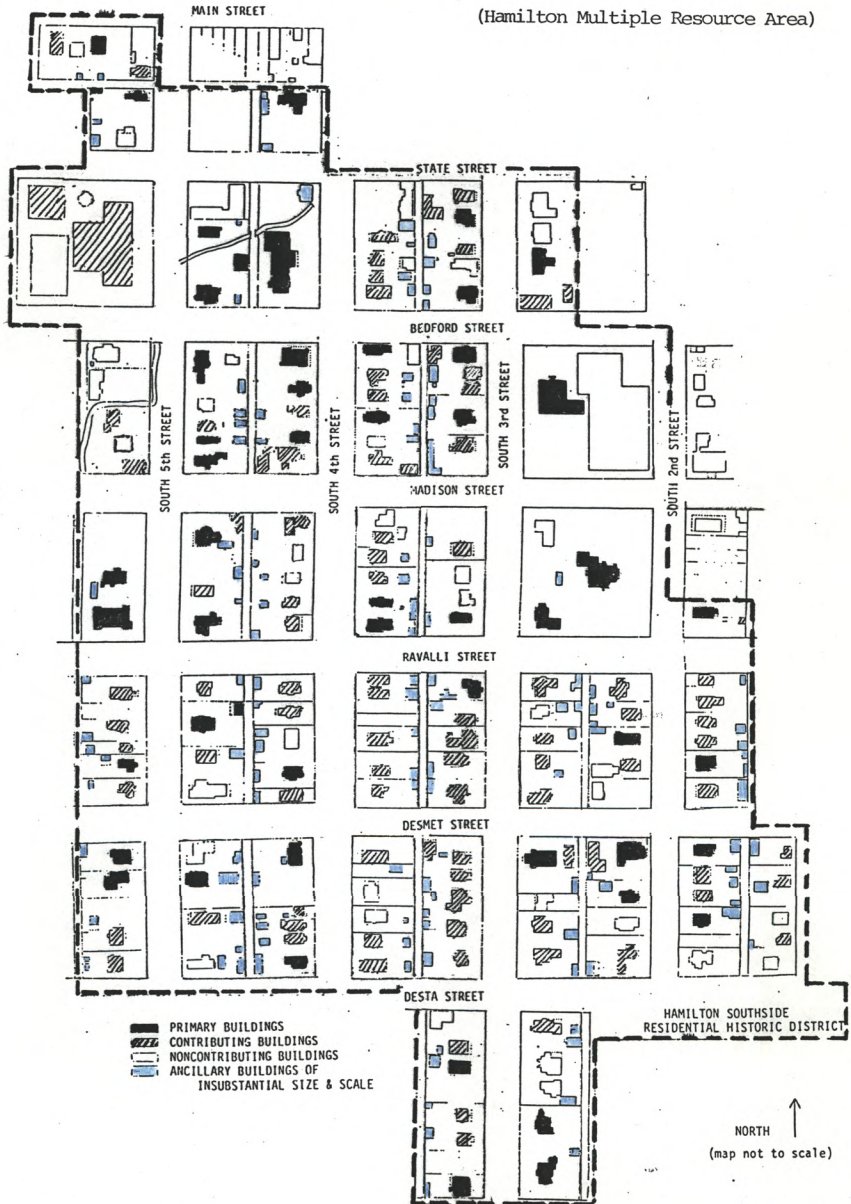 MAIN STREET
(Hamilton Multiple Resource Area)
STATE STREET
BEDFORD STREET
SOUTH 5th STREET
SOUTH 4th STREET
SOUTH 3rd STREET
SOUTH 2nd STREET
MADISON STREET
RAVALLI STREET
DESMET STREET
DESTA STREET
HAMILTON SOUTHSIDE
RESIDENTIAL HISTORIC DISTRICT
PRIMARY BUILDINGS
CONTRIBUTING BUILDINGS
NONCONTRIBUTING BUILDINGS
ANCILLARY BUILDINGS OF
INSUBSTANTIAL SIZE & SCALE
NORTH
(map not to scale)